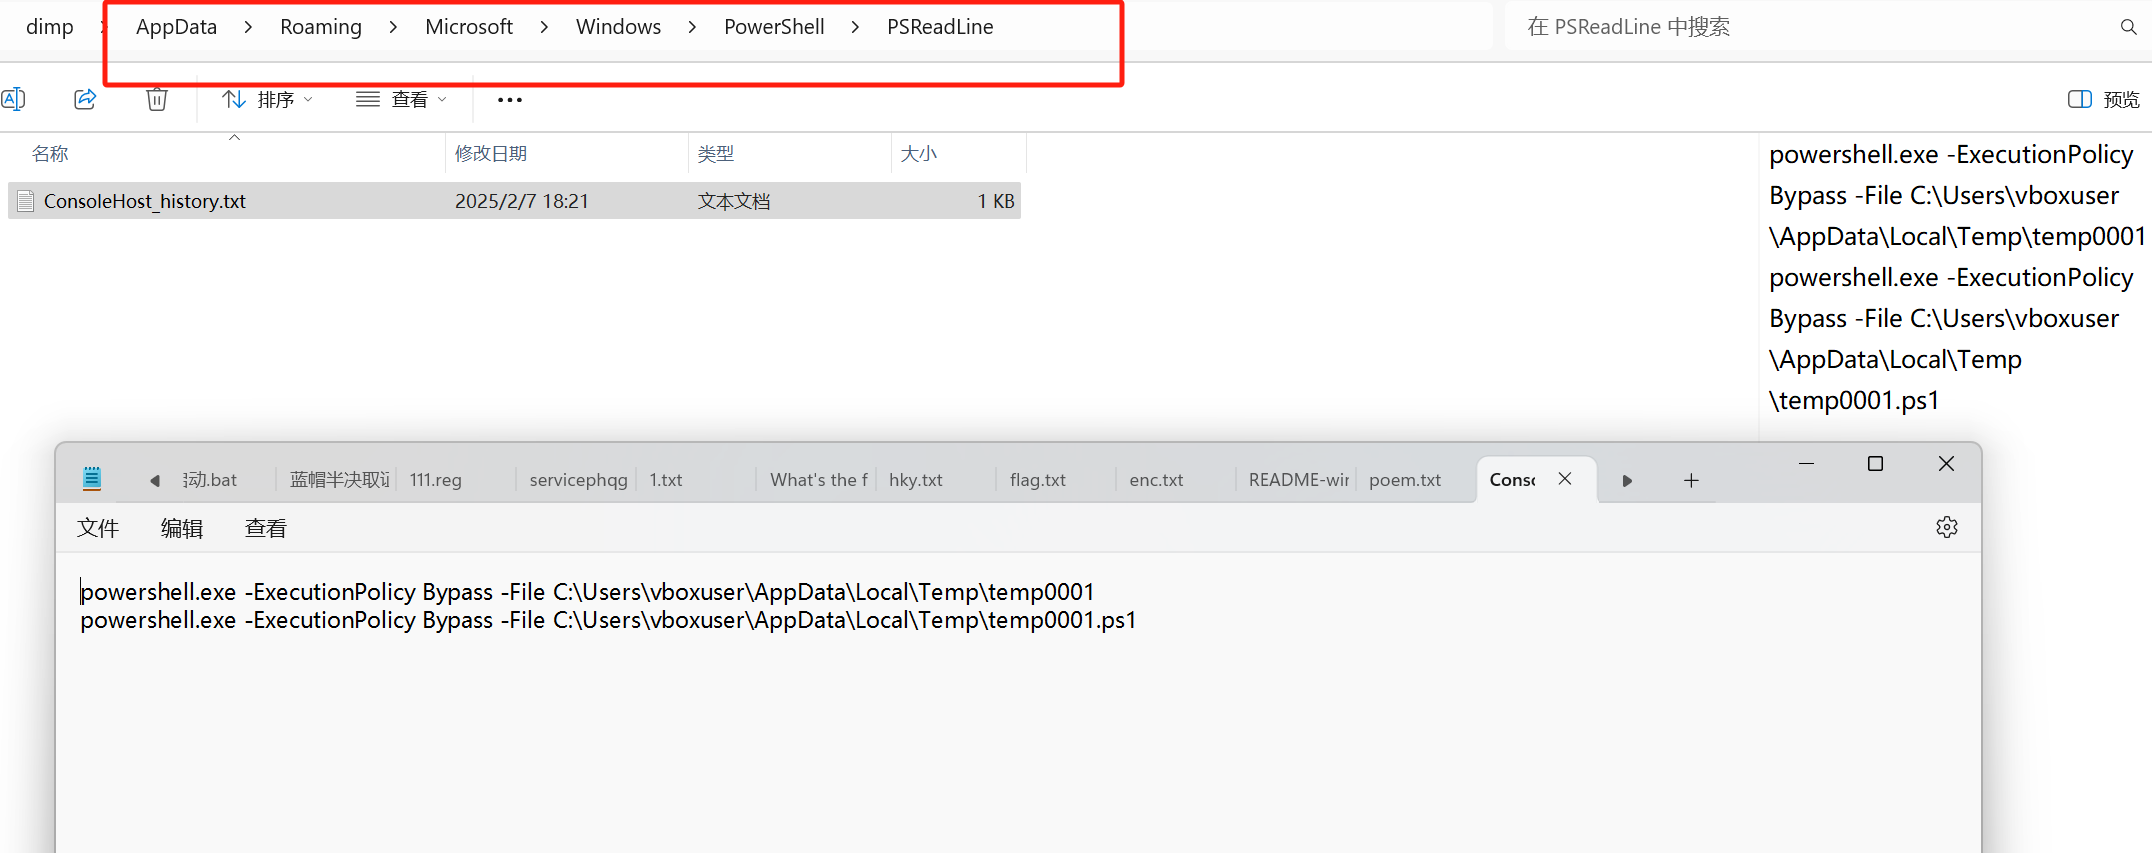 dimp > AppData > Roaming > Microsoft > Windows > PowerShell > PSReadLine
在 PSReadLine 中搜索
排序
查看
预览
名称 修改日期 类型 大小
ConsoleHost_history.txt 2025/2/7 18:21 文本文档 1 KB
powershell.exe -ExecutionPolicy
Bypass -File C:\Users\vboxuser
\AppData\Local\Temp\temp0001
powershell.exe -ExecutionPolicy
Bypass -File C:\Users\vboxuser
\AppData\Local\Temp
\temp0001.ps1
动.bat 蓝帽半决取证 111.reg servicephqg 1.txt What's the f hky.txt flag.txt enc.txt README-wir poem.txt Consc
文件 编辑 查看
powershell.exe -ExecutionPolicy Bypass -File C:\Users\vboxuser\AppData\Local\Temp\temp0001
powershell.exe -ExecutionPolicy Bypass -File C:\Users\vboxuser\AppData\Local\Temp\temp0001.ps1